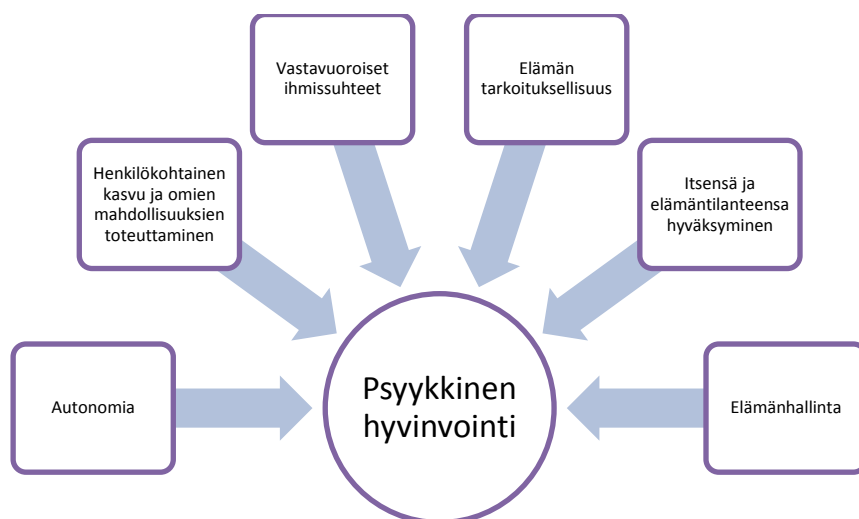 Vastavuoroiset
ihmissuhteet
Elämän
tarkoituksellisuus
Henkilökohtainen
kasvu ja omien
mahdollisuuksien
toteuttaminen
Itsensä ja
elämäntilanteensa
hyväksyminen
Autonomia
Psyykkinen
hyvinvointi
Elämänhallinta